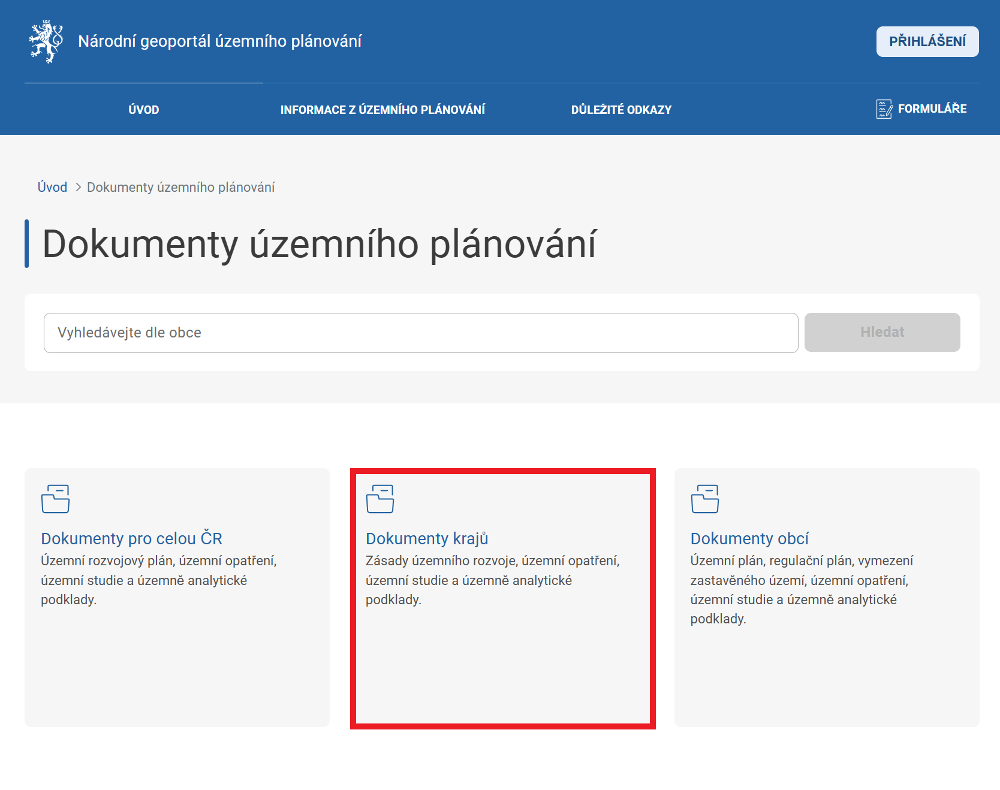 Národní geoportál územního plánování
PŘIHLÁŠENÍ
ÚVOD
INFORMACE Z ÚZEMNÍHO PLÁNOVÁNÍ
DŮLEŽITÉ ODKAZY
FORMULÁŘE
Úvod > Dokumenty územního plánování
Dokumenty územního plánování
Vyhledávejte dle obce
Hledat
Dokumenty pro celou ČR
Územní rozvojový plán, územní opatření,
územní studie a územně analytické
podklady.
Dokumenty krajů
Zásady územního rozvoje, územní opatření,
územní studie a územně analytické
podklady.
Dokumenty obcí
Územní plán, regulační plán, vymezení
zastavěného území, územní opatření,
územní studie a územně analytické
podklady.